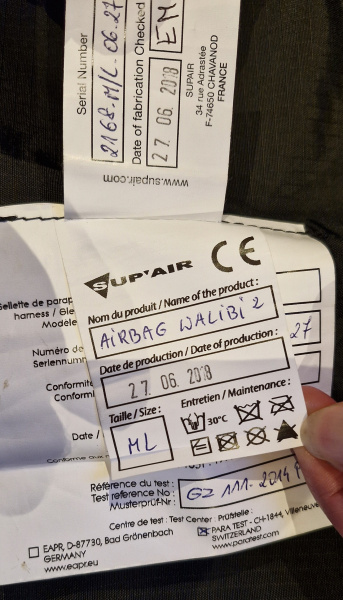 Serial Number
2168-M/L-06.27
Date of fabrication Checked
27. 06. 2018 EM
SUPAIR
34 rue Adrastée
F-74650 CHAVANOD
FRANCE
www.supair.com
SUP'AIR CE
Nom du produit / Name of the product :
AIRBAG WALIBI 2
Date de production / Date of production :
27. 06. 2018
Taille / Size : Entretien / Maintenance :
ML 30°C
Sellette de parap
harness / Gle
Modèle
Numéro de 27
Seriennum
Conformité
Conformi
Date /
Référence du test :
Test reference No :
Musterprüf-Nr : GZ 111-2014
Centre de test : Test Center : Prüfstelle :
EAPR, D-87730, Bad Grönenbach
GERMANY
www.eapr.eu
PARA TEST - CH-1844, Villeneuve
SWITZERLAND
www.paratest.com